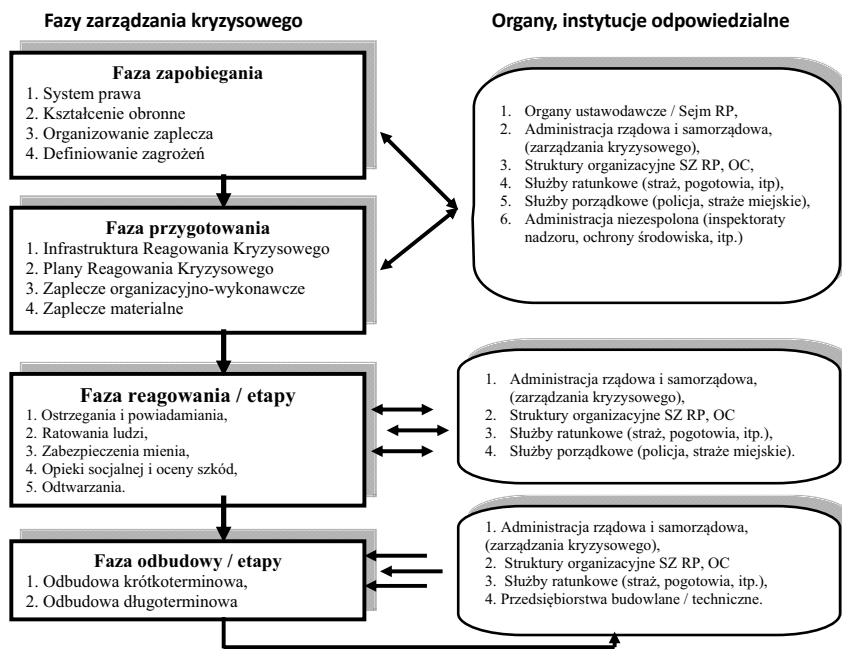 Fazy zarządzania kryzysowego
Organy, instytucje odpowiedzialne
Faza zapobiegania
1. System prawa
2. Kształcenie obronne
3. Organizowanie zaplecza
4. Definiowanie zagrożeń
Faza przygotowania
1. Infrastruktura Reagowania Kryzysowego
2. Plany Reagowania Kryzysowego
3. Zaplecze organizacyjno-wykonawcze
4. Zaplecze materialne
1. Organy ustawodawcze / Sejm RP,
2. Administracja rządowa i samorządowa,
(zarządzania kryzysowego),
3. Struktury organizacyjne SZ RP, OC,
4. Służby ratunkowe (straż, pogotowia, itp),
5. Służby porządkowe (policja, straże miejskie),
6. Administracja niezespolona (inspektoraty
nadzoru, ochrony środowiska, itp.)
Faza reagowania / etapy
1. Ostrzegania i powiadamiania,
2. Ratowania ludzi,
3. Zabezpieczenia mienia,
4. Opieki socjalnej i oceny szkód,
5. Odtwarzania.
1. Administracja rządowa i samorządowa,
(zarządzania kryzysowego),
2. Struktury organizacyjne SZ RP, OC
3. Służby ratunkowe (straż, pogotowia, itp.),
4. Służby porządkowe (policja, straże miejskie).
Faza odbudowy / etapy
1. Odbudowa krótkoterminowa,
2. Odbudowa długoterminowa
1. Administracja rządowa i samorządowa,
(zarządzania kryzysowego),
2. Struktury organizacyjne SZ RP, OC
3. Służby ratunkowe (straż, pogotowia, itp.),
4. Przedsiębiorstwa budowlane / techniczne.